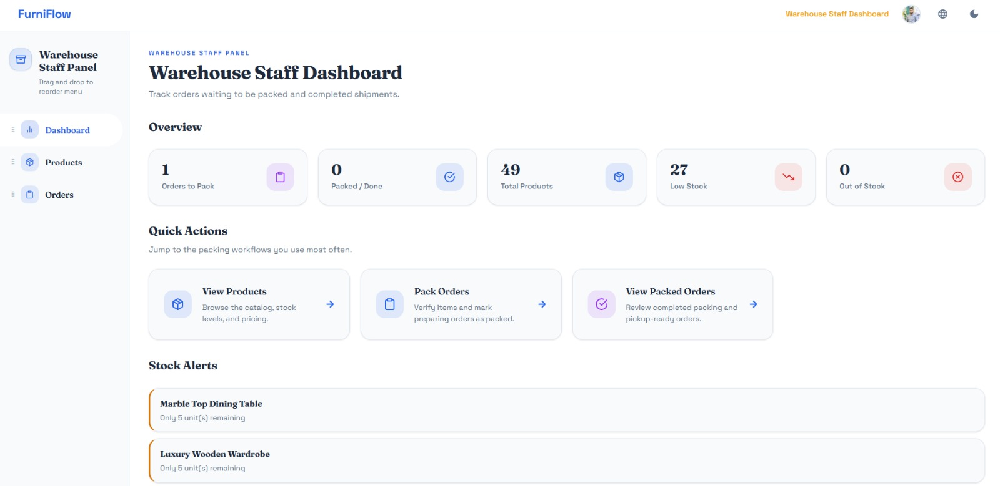 FurniFlow
Warehouse Staff Dashboard
Warehouse
Staff Panel
Drag and drop to
reorder menu
Dashboard
Products
Orders
WAREHOUSE STAFF PANEL
Warehouse Staff Dashboard
Track orders waiting to be packed and completed shipments.
Overview
1
Orders to Pack
0
Packed / Done
49
Total Products
27
Low Stock
0
Out of Stock
Quick Actions
Jump to the packing workflows you use most often.
View Products
Browse the catalog, stock
levels, and pricing.
Pack Orders
Verify items and mark
preparing orders as packed.
View Packed Orders
Review completed packing and
pickup-ready orders.
Stock Alerts
Marble Top Dining Table
Only 5 unit(s) remaining
Luxury Wooden Wardrobe
Only 5 unit(s) remaining